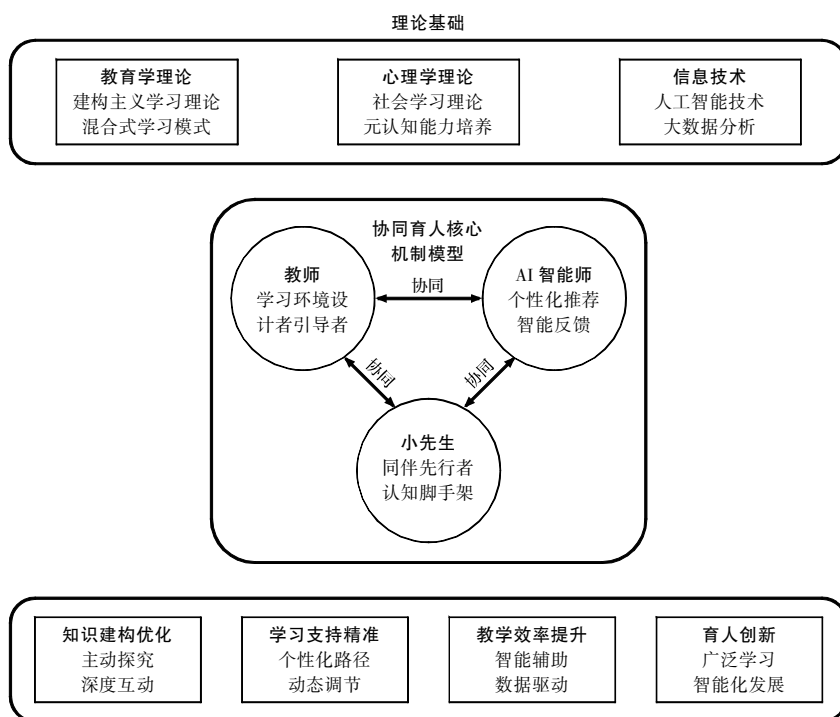 理论基础
教育学理论
建构主义学习理论
混合式学习模式
心理学理论
社会学习理论
元认知能力培养
信息技术
人工智能技术
大数据分析
协同育人核心
机制模型
教师
学习环境设
计者引导者
协同
AI 智能师
个性化推荐
智能反馈
协同
协同
小先生
同伴先行者
认知脚手架
知识建构优化
主动探究
深度互动
学习支持精准
个性化路径
动态调节
教学效率提升
智能辅助
数据驱动
育人创新
广泛学习
智能化发展